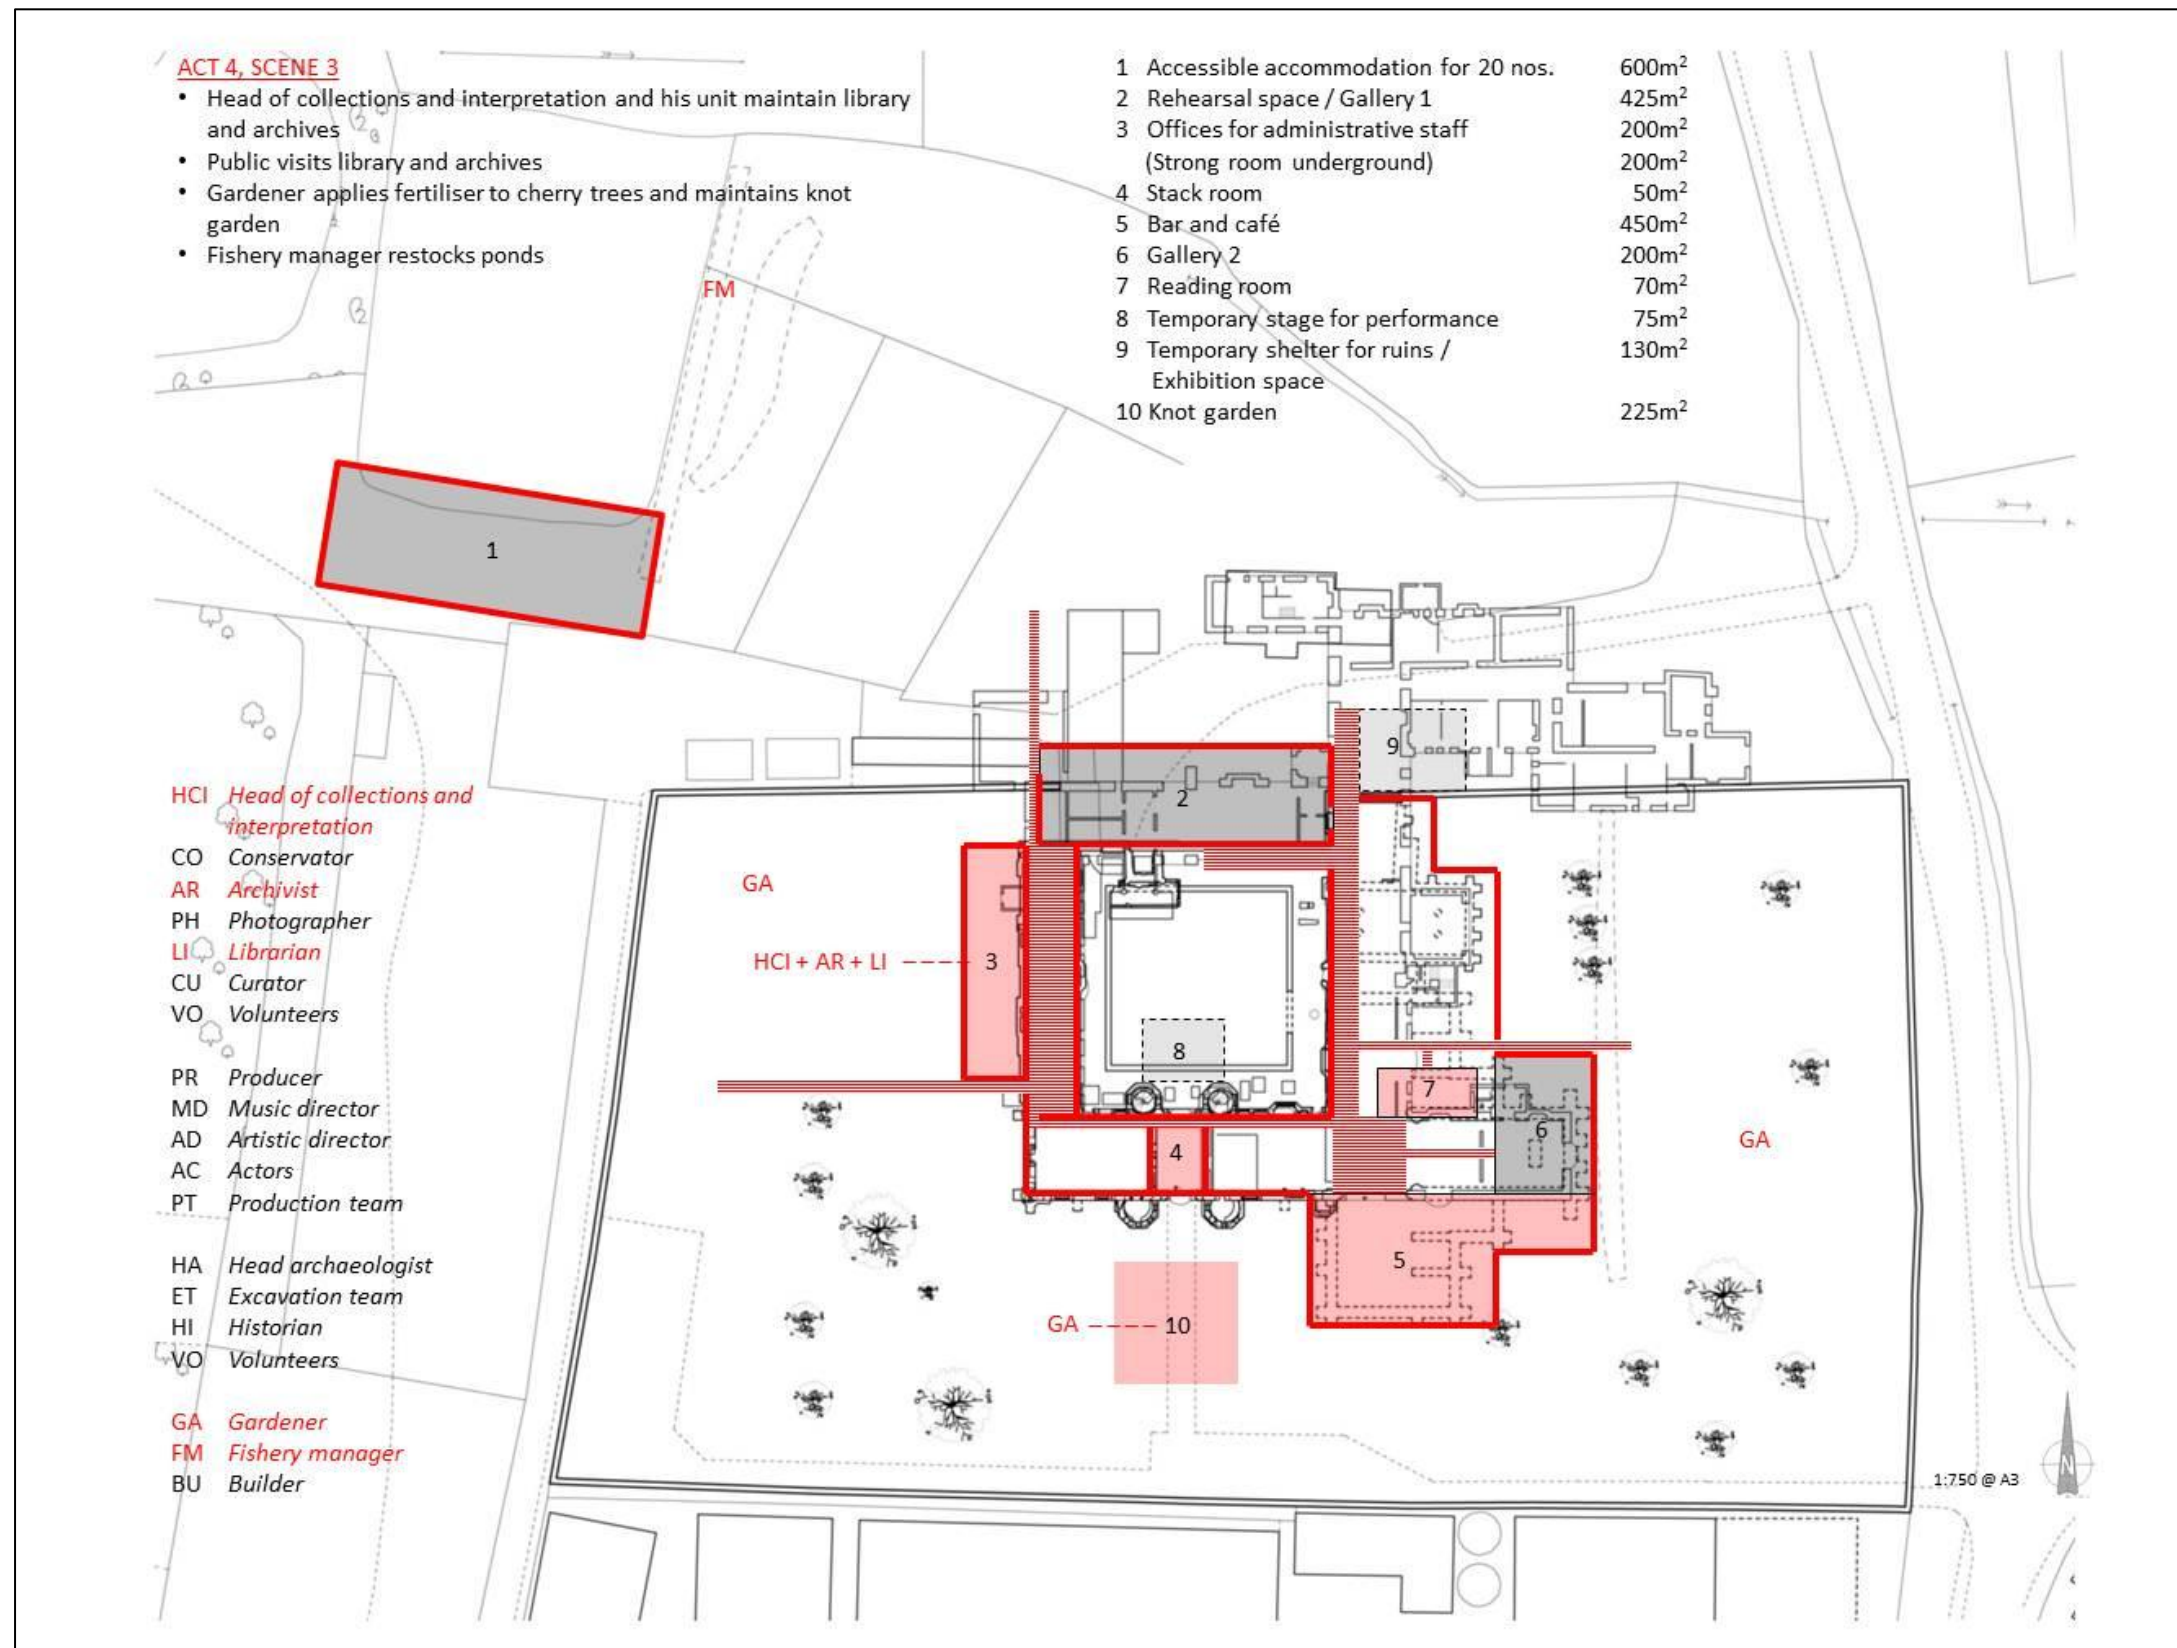 ACT 4, SCENE 3
• Head of collections and interpretation and his unit maintain library
and archives
• Public visits library and archives
• Gardener applies fertiliser to cherry trees and maintains knot
garden
• Fishery manager restocks ponds
1 Accessible accommodation for 20 nos. 600m²
2 Rehearsal space / Gallery 1 425m²
3 Offices for administrative staff 200m²
(Strong room underground) 200m²
4 Stack room 50m²
5 Bar and café 450m²
6 Gallery 2 200m²
7 Reading room 70m²
8 Temporary stage for performance 75m²
9 Temporary shelter for ruins / 130m²
Exhibition space
10 Knot garden 225m²
FM
1
9
2
HCI Head of collections and
interpretation
CO Conservator
AR Archivist
PH Photographer
LI Librarian
CU Curator
VO Volunteers
PR Producer
MD Music director
AD Artistic director
AC Actors
PT Production team
HA Head archaeologist
ET Excavation team
HI Historian
VO Volunteers
GA Gardener
FM Fishery manager
BU Builder
GA
HCI + AR + LI
3
8
7
6
4
GA
5
GA
10
1:750 @ A3
N